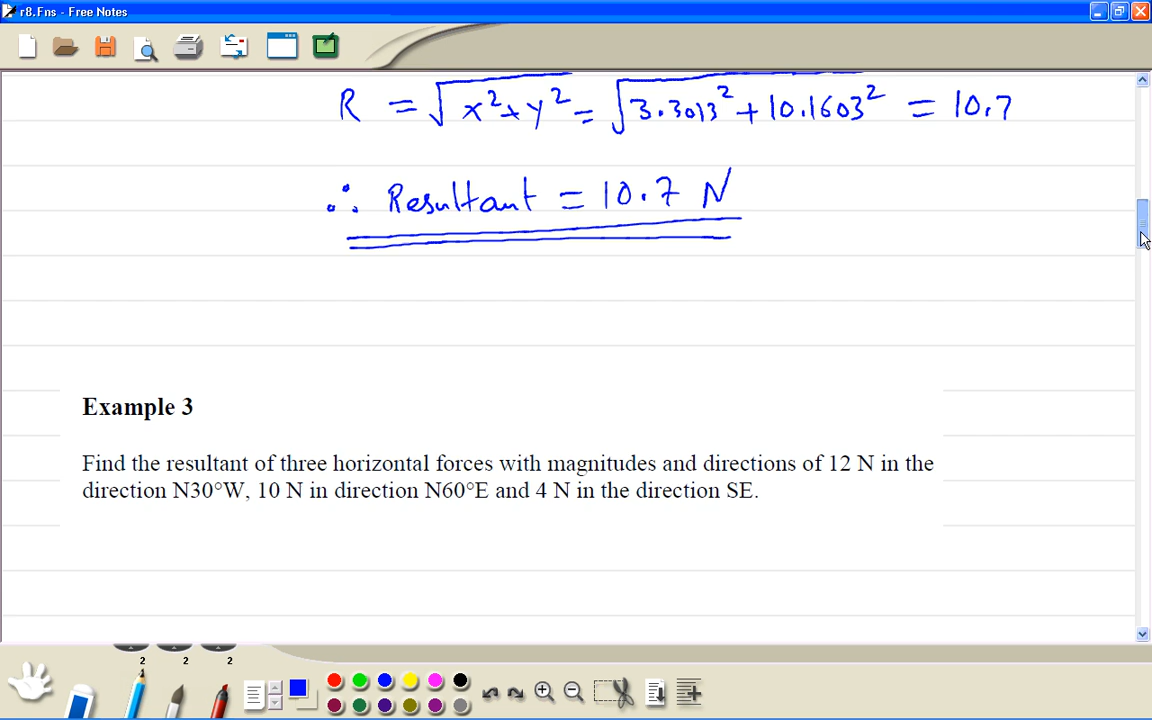 r8.Fns - Free Notes
R = √x²+y² = √3.3013²+10.1603² = 10.7
∴ Resultant = 10.7 N
Example 3
Find the resultant of three horizontal forces with magnitudes and directions of 12 N in the
direction N30°W, 10 N in direction N60°E and 4 N in the direction SE.
2 2 2